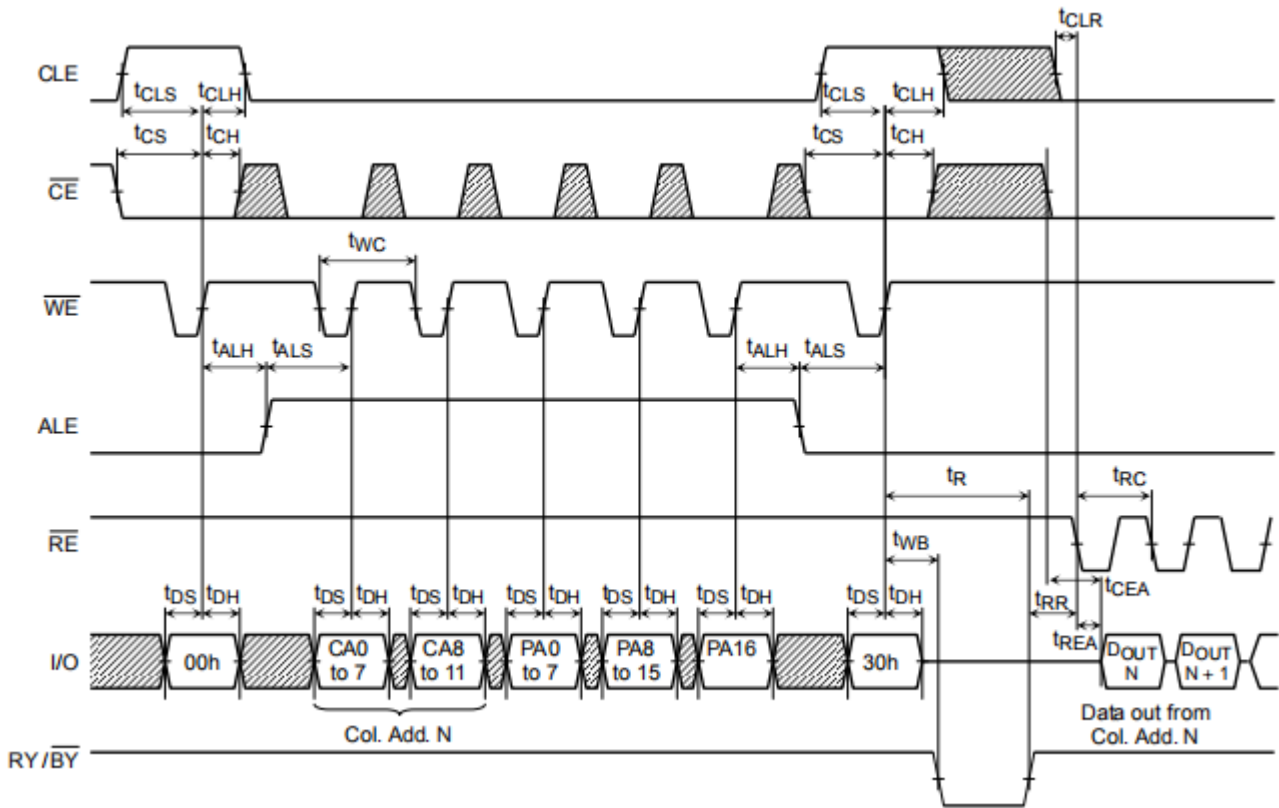 tCLR
CLE
tCLS tCLH tCLS tCLH
tCS tCH tCS tCH
CE
tWC
WE
tALH tALS tALH tALS
ALE
tR tRC
RE
tWB
tCEA
tDS tDH tDS tDH tDS tDH tDS tDH tDS tDH tDS tDH tDS tDH tRR
tREA
I/O 00h CA0 to 7 CA8 to 11 PA0 to 7 PA8 to 15 PA16 30h DOUT N DOUT N + 1
Col. Add. N
Data out from
Col. Add. N
RY/BY